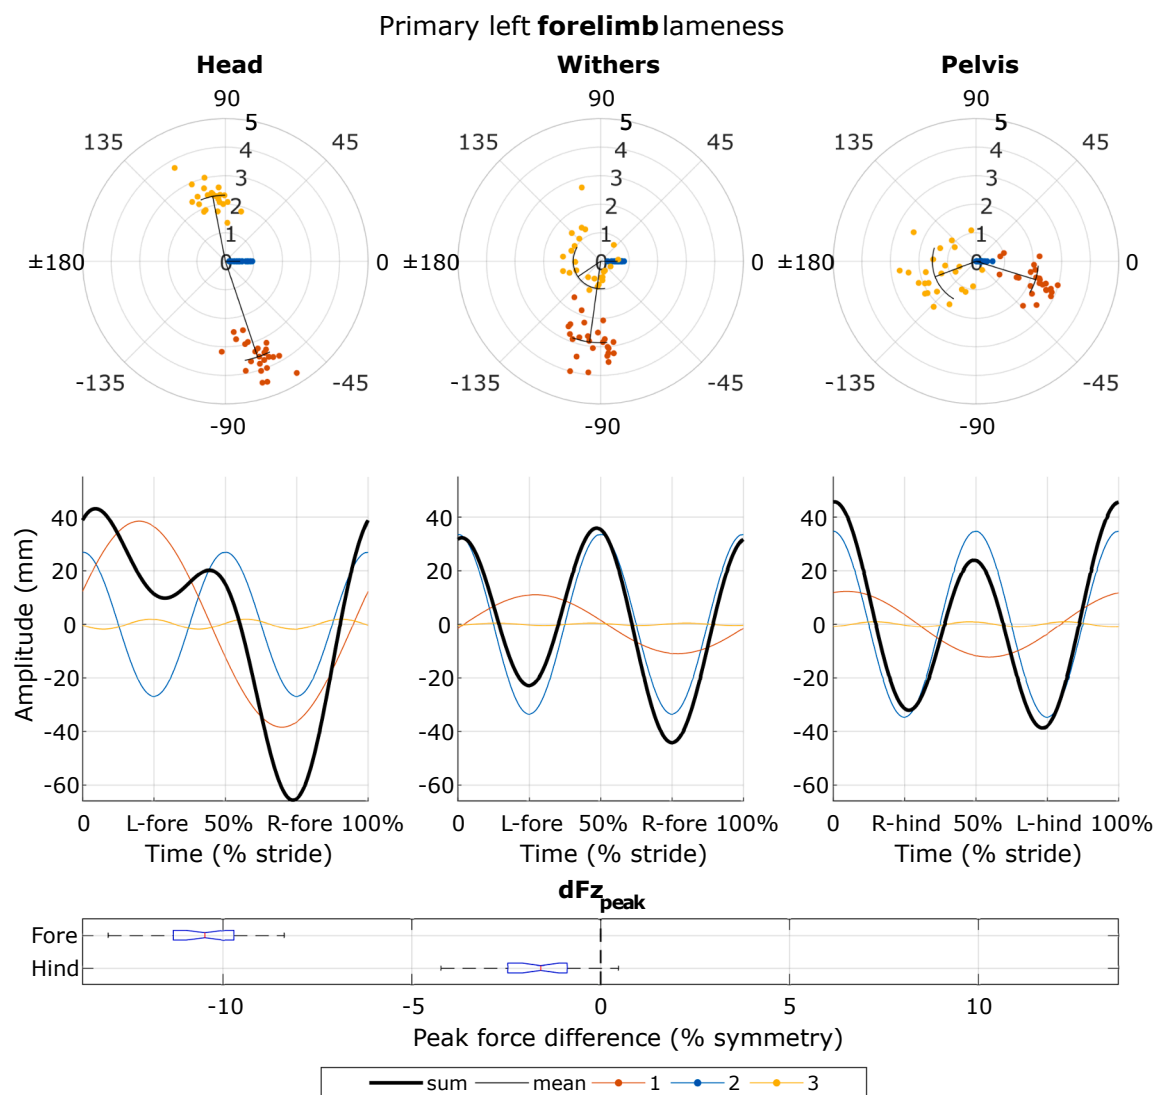 Primary left forelimb lameness
Head Withers Pelvis
90 90 90
135 5 45 135 5 45 135 5 45
4 4 4
3 3 3
2 2 2
1 1 1
±180 0 0 ±180 0 0 ±180 0 0
-135 -45 -135 -45 -135 -45
-90 -90 -90
Amplitude (mm)
40 40 40
20 20 20
0 0 0
-20 -20 -20
-40 -40 -40
-60 -60 -60
0 L-fore 50% R-fore 100% 0 L-fore 50% R-fore 100% 0 R-hind 50% L-hind 100%
Time (% stride) Time (% stride) Time (% stride)
dFzpeak
Fore
Hind
-10 -5 0 5 10
Peak force difference (% symmetry)
sum mean 1 2 3